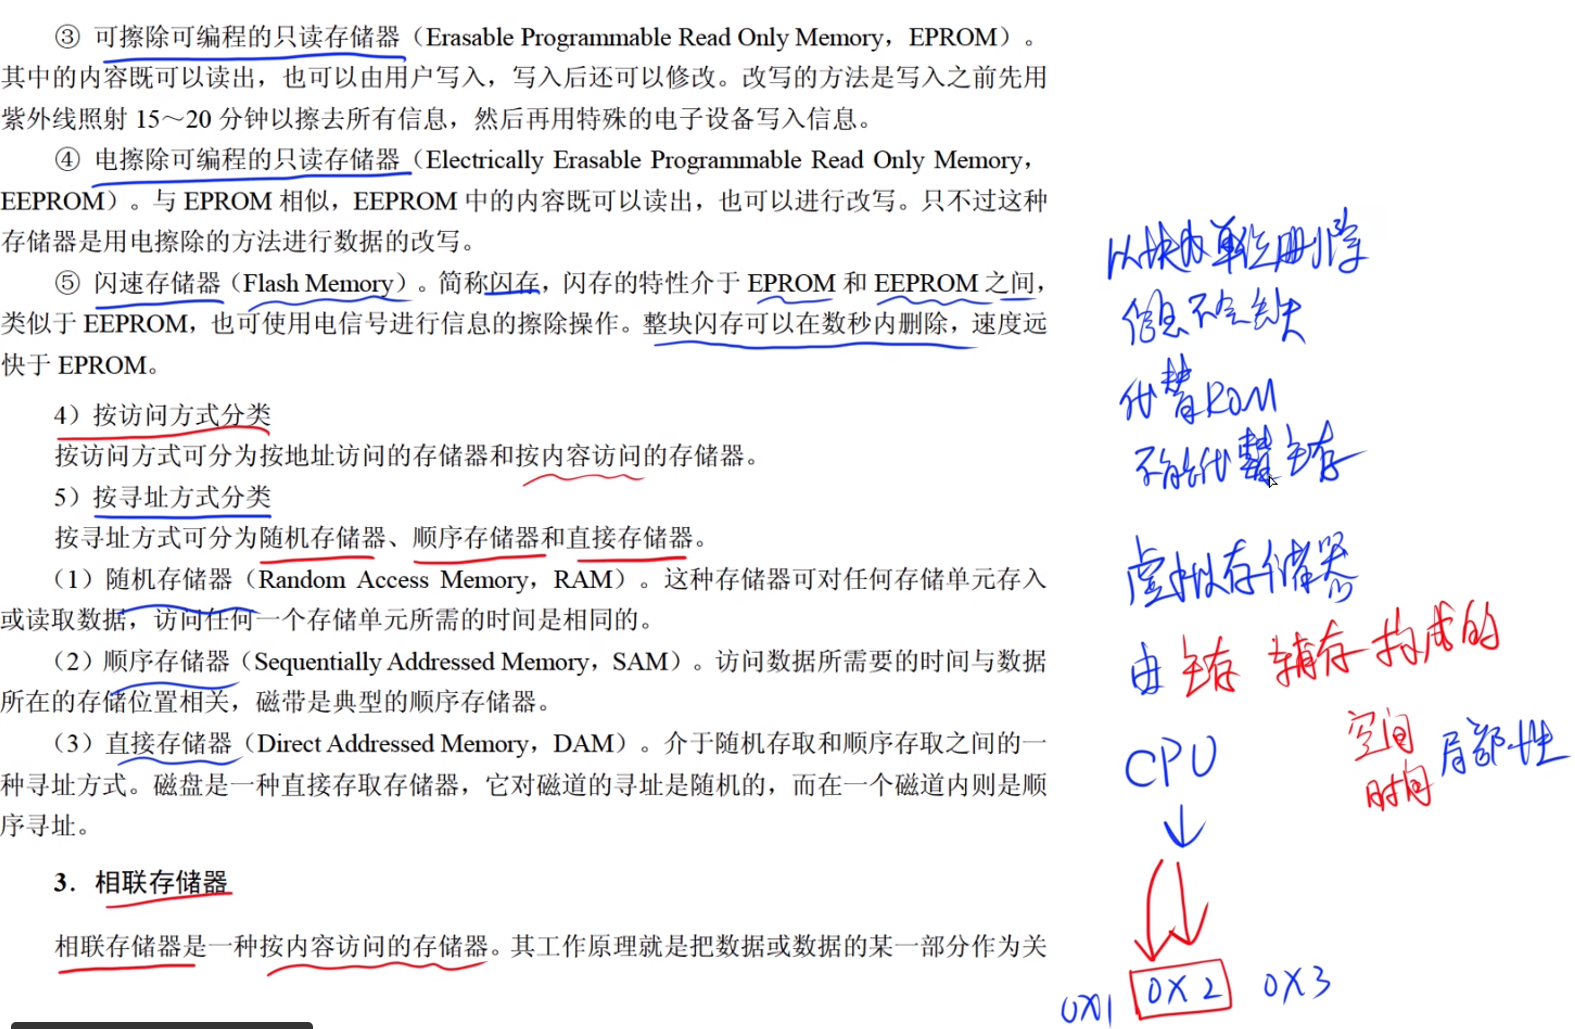 ③ 可擦除可编程的只读存储器（Erasable Programmable Read Only Memory，EPROM）。
其中的内容既可以读出，也可以由用户写入，写入后还可以修改。改写的方法是写入之前先用
紫外线照射 15～20 分钟以擦去所有信息，然后再用特殊的电子设备写入信息。
④ 电擦除可编程的只读存储器（Electrically Erasable Programmable Read Only Memory，
EEPROM）。与 EPROM 相似，EEPROM 中的内容既可以读出，也可以进行改写。只不过这种
存储器是用电擦除的方法进行数据的改写。
⑤ 闪速存储器（Flash Memory）。简称闪存，闪存的特性介于 EPROM 和 EEPROM 之间，
类似于 EEPROM，也可使用电信号进行信息的擦除操作。整块闪存可以在数秒内删除，速度远
快于 EPROM。
4）按访问方式分类
按访问方式可分为按地址访问的存储器和按内容访问的存储器。
5）按寻址方式分类
按寻址方式可分为随机存储器、顺序存储器和直接存储器。
（1）随机存储器（Random Access Memory，RAM）。这种存储器可对任何存储单元存入
或读取数据，访问任何一个存储单元所需的时间是相同的。
（2）顺序存储器（Sequentially Addressed Memory，SAM）。访问数据所需要的时间与数据
所在的存储位置相关，磁带是典型的顺序存储器。
（3）直接存储器（Direct Addressed Memory，DAM）。介于随机存取和顺序存取之间的一
种寻址方式。磁盘是一种直接存取存储器，它对磁道的寻址是随机的，而在一个磁道内则是顺
序寻址。
3．相联存储器
相联存储器是一种按内容访问的存储器。其工作原理就是把数据或数据的某一部分作为关
以块为单位删除
信息不会丢失
代替ROM
不能代替主存
虚拟存储器
由 主存 辅存 构成的
空间
时间 局部性
CPU
0X1 0X2 0X3